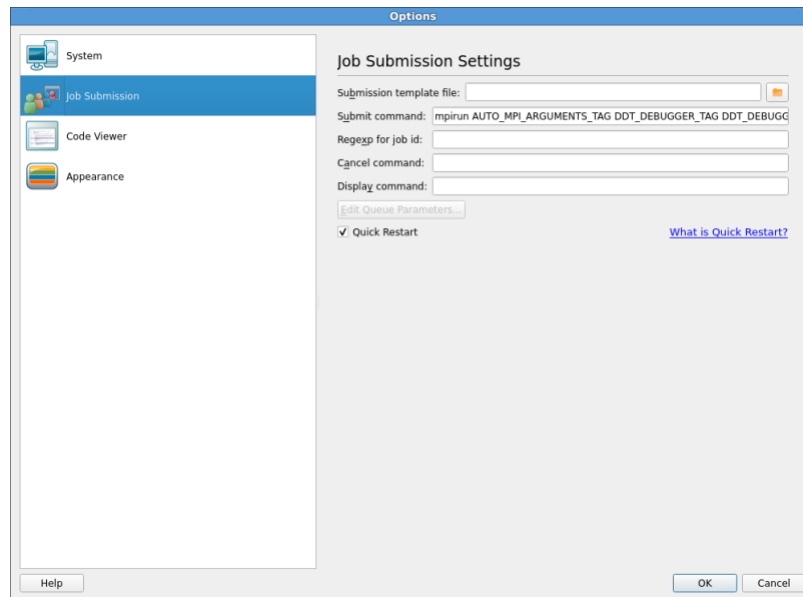 Options
System
Job Submission
Code Viewer
Appearance
Job Submission Settings
Submission template file:
Submit command: mpirun AUTO_MPI_ARGUMENTS_TAG DDT_DEBUGGER_TAG DDT_DEBUGG
Regexp for job id:
Cancel command:
Display command:
Edit Queue Parameters...
Quick Restart What is Quick Restart?
Help OK Cancel